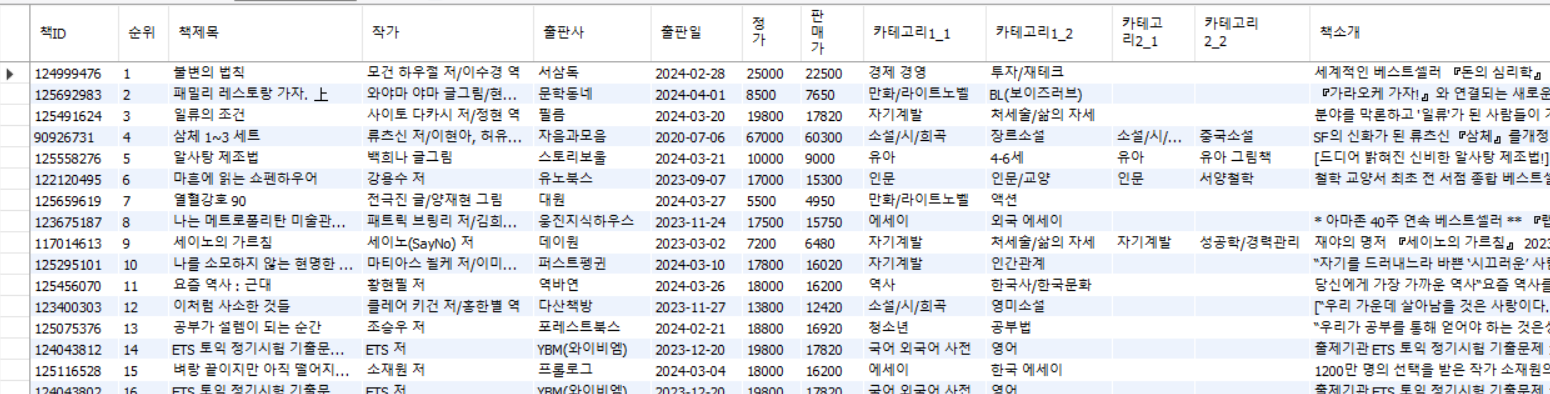 책ID 순위 책제목 작가 출판사 출판일 정가 판매가 카테고리1_1 카테고리1_2 카테고리2_1 카테고리2_2 책소개
124999476 1 불변의 법칙 모건 하우절 저/이수경 역 서삼독 2024-02-28 25000 22500 경제 경영 투자/재테크 세계적인 베스트셀러 『돈의 심리학』
125692983 2 패밀리 레스토랑 가자. 上 와야마 야마 글그림/현... 문학동네 2024-04-01 8500 7650 만화/라이트노벨 BL(보이즈러브) 『가라오케 가자!』 와 연결되는 새로운
125491624 3 일류의 조건 사이토 다카시 저/정현 역 필름 2024-03-20 19800 17820 자기계발 처세술/삶의 자세 분야를 막론하고 '일류'가 된 사람들이
90926731 4 삼체 1~3 세트 류츠신 저/이현아, 허유... 자음과모음 2020-07-06 67000 60300 소설/시/희곡 장르소설 소설/시/... 중국소설 SF의 신화가 된 류츠신 『삼체』 를개정
125558276 5 알사탕 제조법 백희나 글그림 스토리보울 2024-03-21 10000 9000 유아 4-6세 유아 유아 그림책 [드디어 밝혀진 신비한 알사탕 제조법!]
122120495 6 마흔에 읽는 쇼펜하우어 강용수 저 유노북스 2023-09-07 17000 15300 인문 인문/교양 인문 서양철학 철학 교양서 최초 전 서점 종합 베스트셀
125659619 7 열혈강호 90 전극진 글/양재현 그림 대원 2024-03-27 5500 4950 만화/라이트노벨 액션
123675187 8 나는 메트로폴리탄 미술관... 패트릭 브링리 저/김희... 웅진지식하우스 2023-11-24 17500 15750 에세이 외국 에세이 * 아마존 40주 연속 베스트셀러 **
117014613 9 세이노의 가르침 세이노(SayNo) 저 데이원 2023-03-02 7200 6480 자기계발 처세술/삶의 자세 자기계발 성공학/경력관리 재야의 명저 『세이노의 가르침』 2023
125295101 10 나를 소모하지 않는 현명한 ... 마티아스 뇔케 저/이미... 퍼스트펭귄 2024-03-10 17800 16020 자기계발 인간관계 “자기를 드러내느라 바쁜 ‘시끄러운’ 사람
125456070 11 요즘 역사 : 근대 황현필 저 역바연 2024-03-26 18000 16200 역사 한국사/한국문화 당신에게 가장 가까운 역사“요즘 역사를
123400303 12 이처럼 사소한 것들 클레어 키건 저/홍한별 역 다산책방 2023-11-27 13800 12420 소설/시/희곡 영미소설 [“우리 가운데 살아남을 것은 사랑이다.
125075376 13 공부가 설렘이 되는 순간 조승우 저 포레스트북스 2024-02-21 18800 16920 청소년 공부법 “우리가 공부를 통해 얻어야 하는 것은
124043812 14 ETS 토익 정기시험 기출문... ETS 저 YBM(와이비엠) 2023-12-20 19800 17820 국어 외국어 사전 영어 출제기관 ETS 토익 정기시험 기출문제
125116528 15 벼랑 끝이지만 아직 떨어지... 소재원 저 프롤로그 2024-03-04 18000 16200 에세이 한국 에세이 1200만 명의 선택을 받은 작가 소재원의
124043802 16 ETS 토익 정기시험 기출문 ETS 저 YBM(와이비엠) 2023-12-20 19800 17820 국어 외국어 사전 영어 출제기관 ETS 토익 정기시험 기출문제